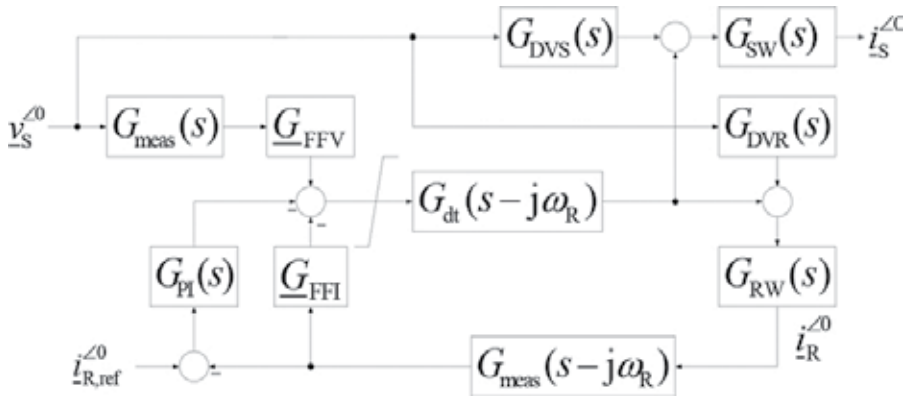 G_DVS(s)
G_SW(s)
i_S^∠0
v_S^∠0
G_meas(s)
G_FFV
G_DVR(s)
G_dt(s−jω_R)
G_PI(s)
G_FFI
G_RW(s)
i_R^∠0
i_R,ref^∠0
G_meas(s−jω_R)